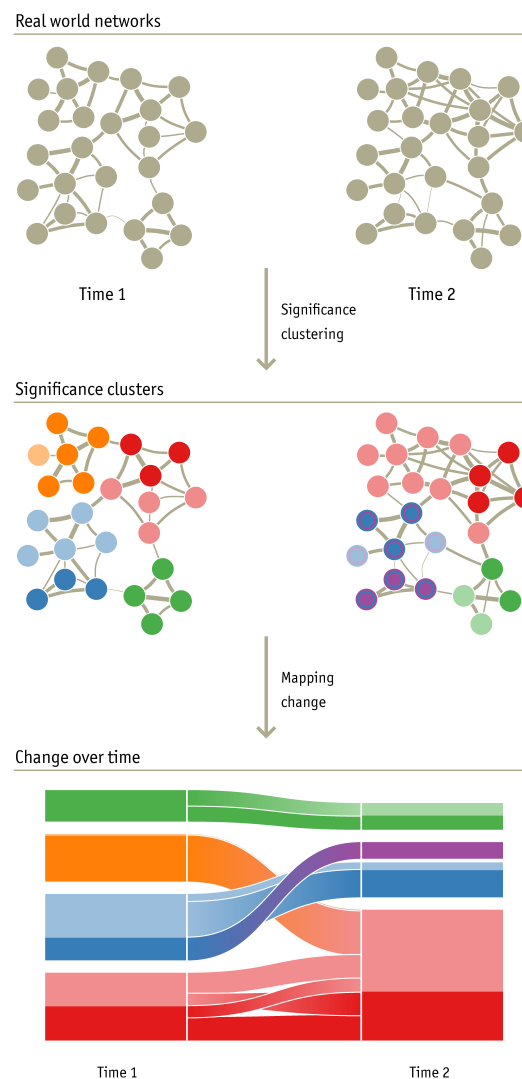 Real world networks
Time 1
Time 2
Significance
clustering
Significance clusters
Mapping
change
Change over time
Time 1
Time 2